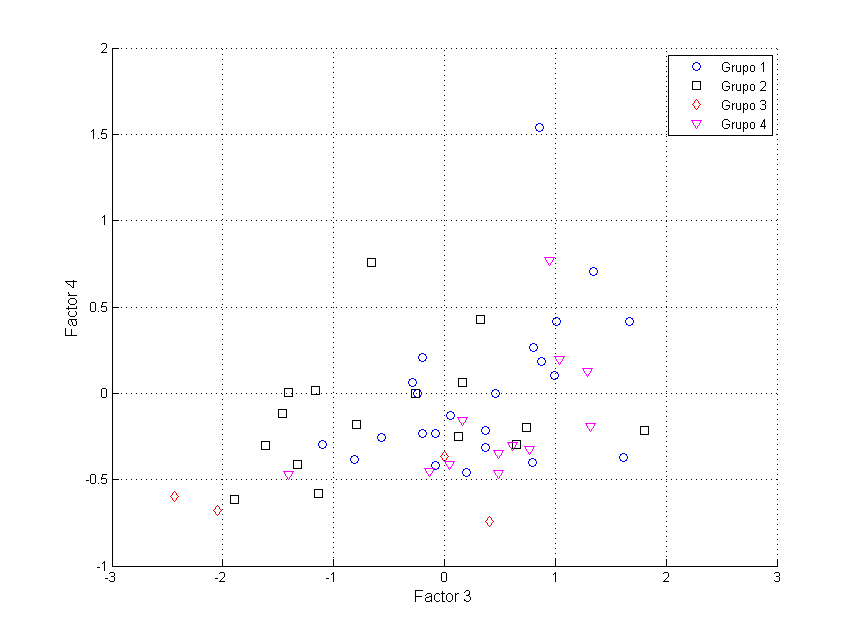 2
1.5
1
0.5
0
-0.5
-1
-3
-2
-1
0
1
2
3
Factor 3
Factor 4
Grupo 1
Grupo 2
Grupo 3
Grupo 4